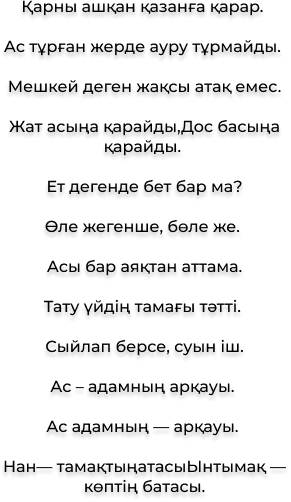 Қарны ашқан қазанға қарар.
Ас тұрған жерде ауру тұрмайды.
Мешкей деген жақсы атақ емес.
Жат асыңа қарайды,Дос басыңа
қарайды.
Ет дегенде бет бар ма?
Өле жегенше, бөле же.
Асы бар аяқтан аттама.
Тату үйдің тамағы тәтті.
Сыйлап берсе, суын іш.
Ас – адамның арқауы.
Ас адамның — арқауы.
Нан— тамақтыңатасыЫнтымақ —
көптің батасы.